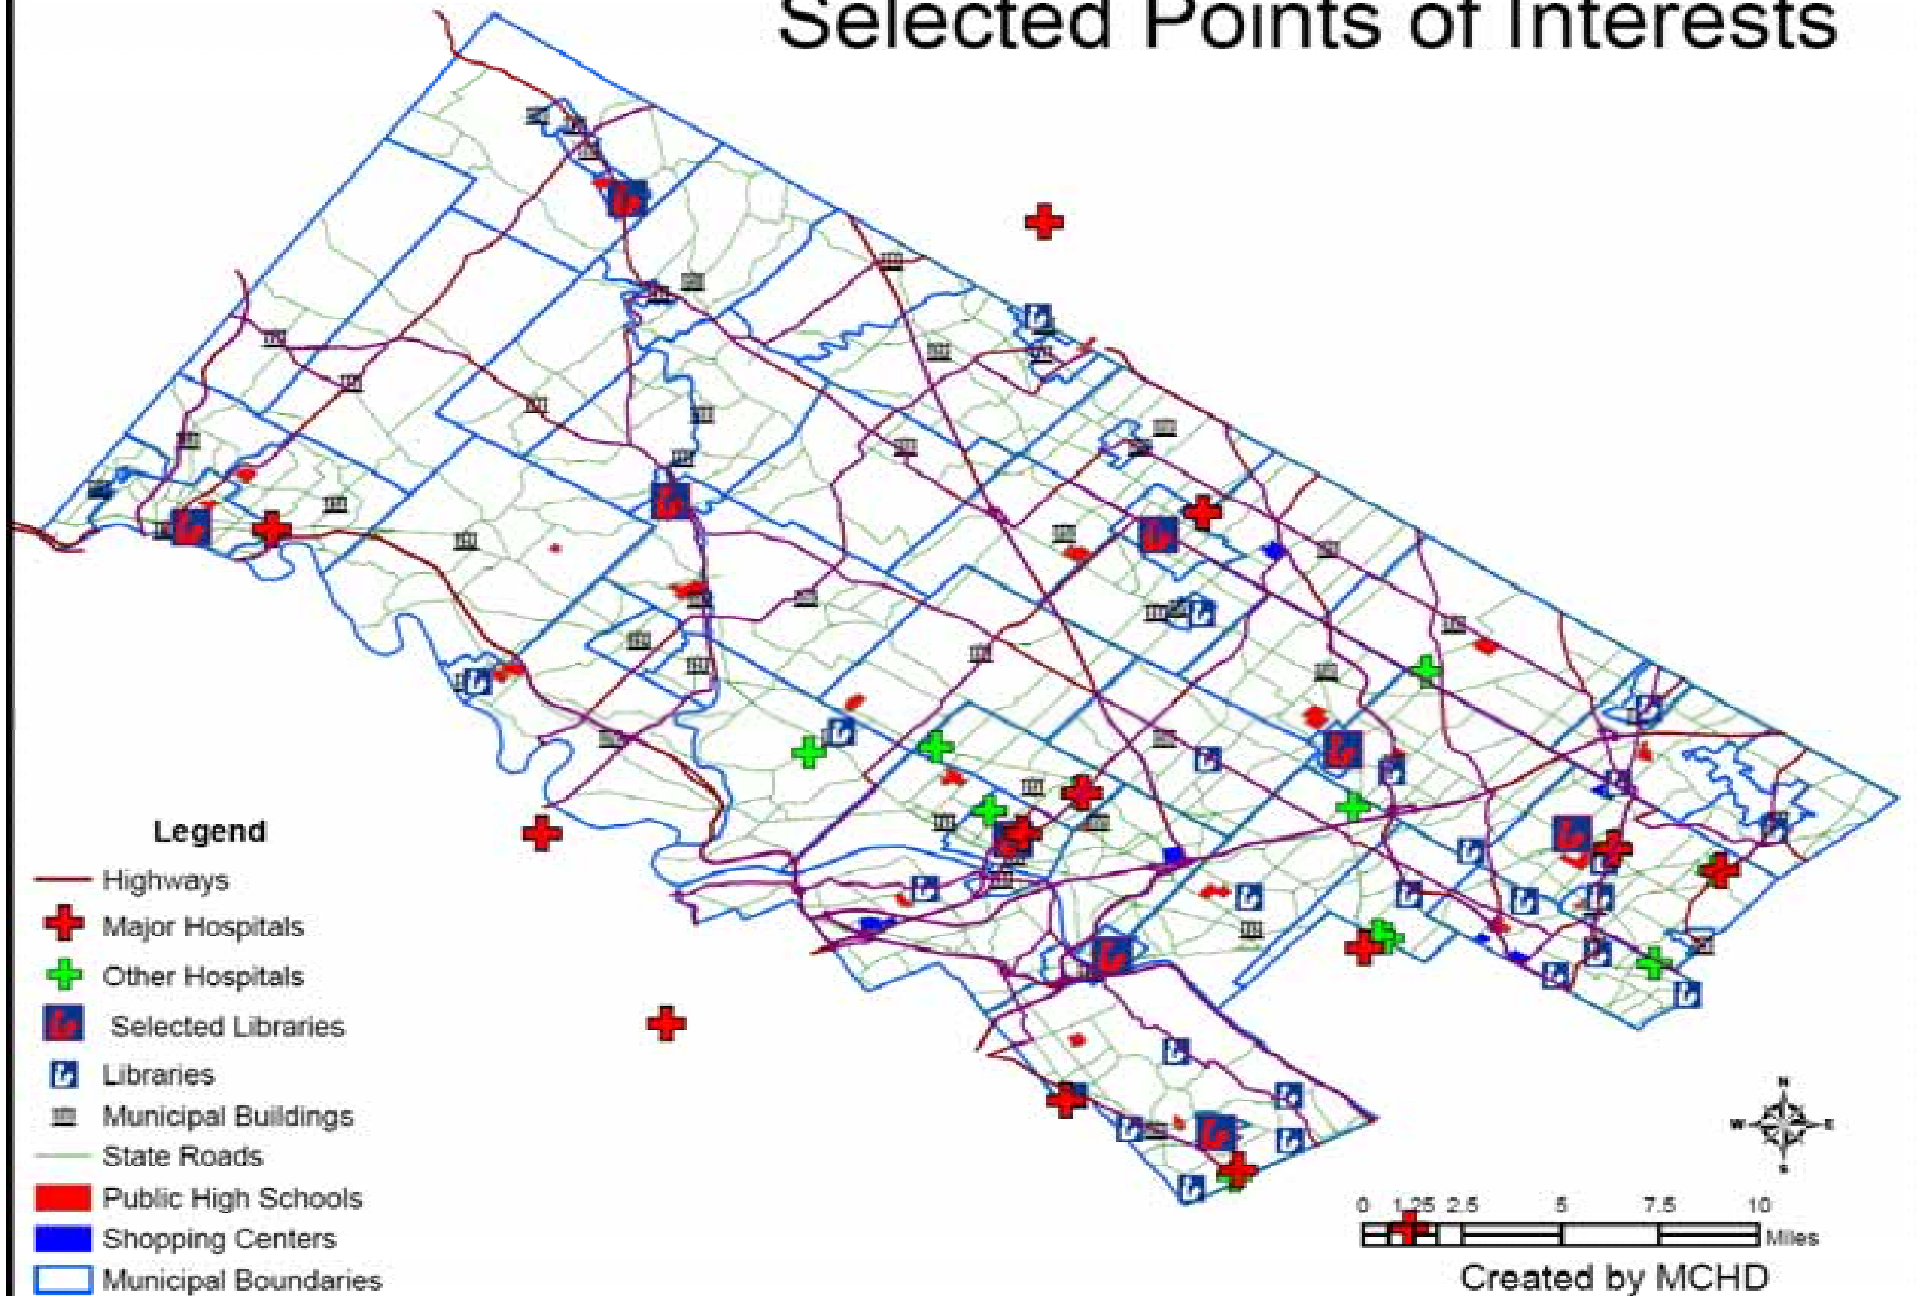 Selected Points of Interests
Legend
Highways
Major Hospitals
Other Hospitals
Selected Libraries
Libraries
Municipal Buildings
State Roads
Public High Schools
Shopping Centers
Municipal Boundaries
N
W E
S
0 1.25 2.5 5 7.5 10
Miles
Created by MCHD